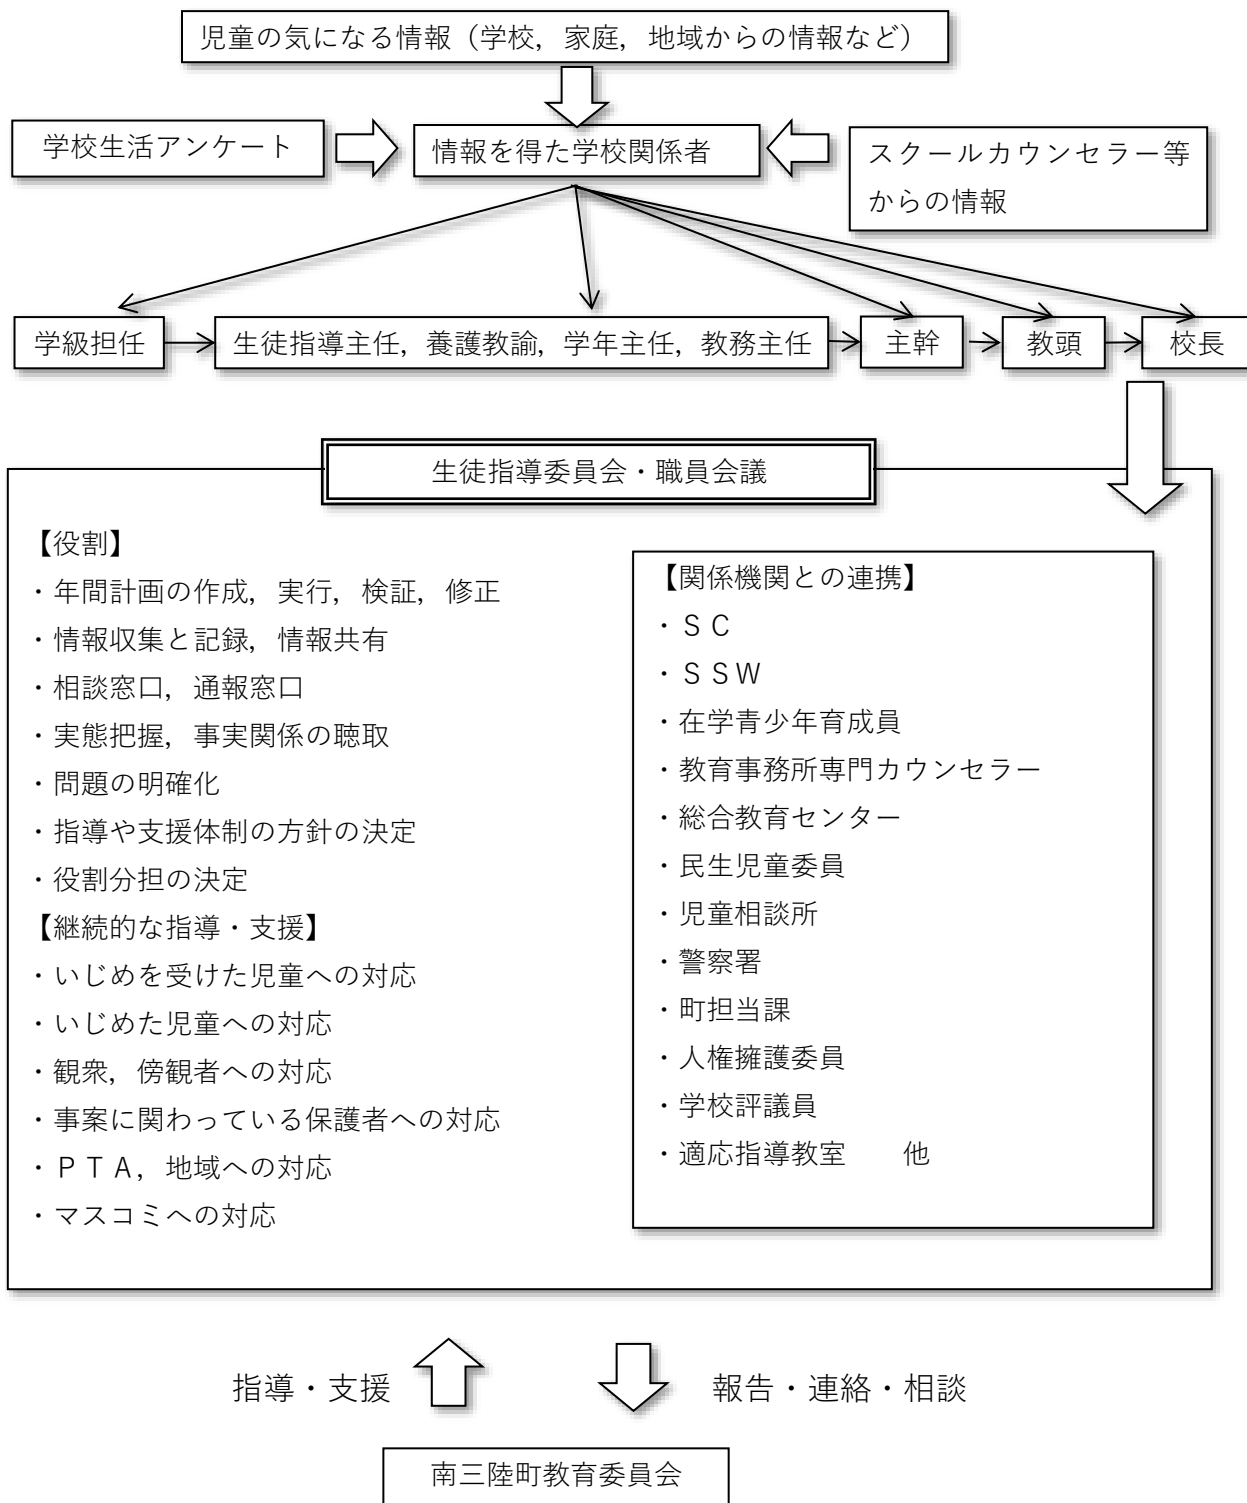 児童の気になる情報（学校，家庭，地域からの情報など）
学校生活アンケート
情報を得た学校関係者
スクールカウンセラー等
からの情報
学級担任
生徒指導主任，養護教諭，学年主任，教務主任
主幹
教頭
校長
生徒指導委員会・職員会議
【役割】
・年間計画の作成，実行，検証，修正
・情報収集と記録，情報共有
・相談窓口，通報窓口
・実態把握，事実関係の聴取
・問題の明確化
・指導や支援体制の方針の決定
・役割分担の決定
【継続的な指導・支援】
・いじめを受けた児童への対応
・いじめた児童への対応
・観衆，傍観者への対応
・事案に関わっている保護者への対応
・ＰＴＡ，地域への対応
・マスコミへの対応
【関係機関との連携】
・ＳＣ
・ＳＳＷ
・在学青少年育成員
・教育事務所専門カウンセラー
・総合教育センター
・民生児童委員
・児童相談所
・警察署
・町担当課
・人権擁護委員
・学校評議員
・適応指導教室　　他
指導・支援
報告・連絡・相談
南三陸町教育委員会